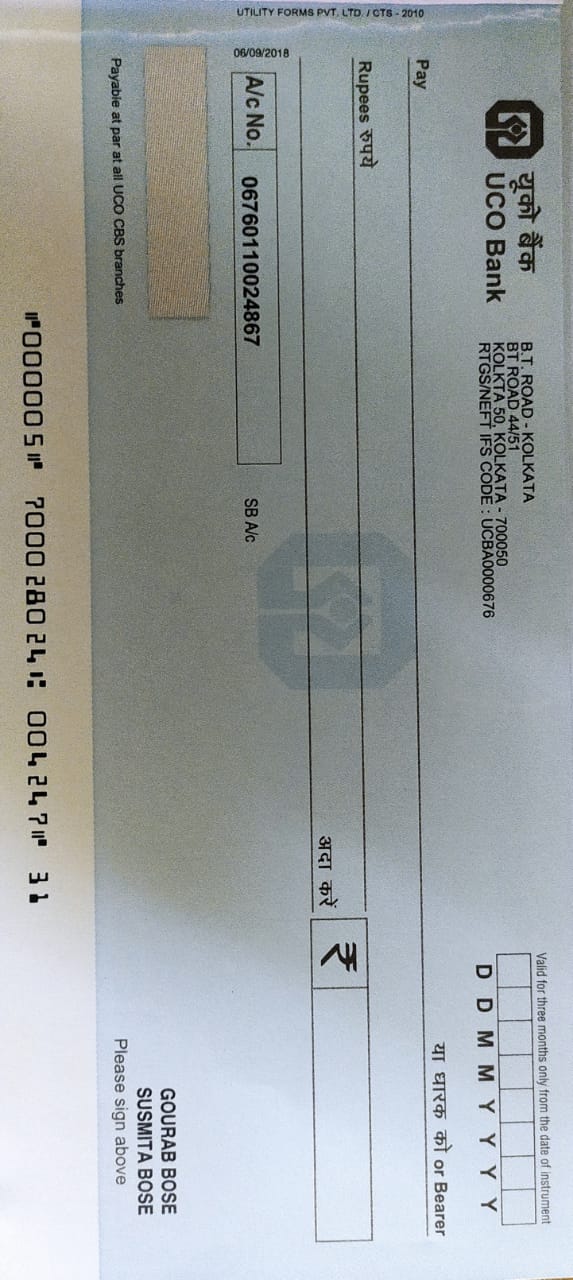 यूको बैंक
UCO Bank
B.T. ROAD - KOLKATA
BT ROAD 44/51
KOLKTA 50, KOLKATA - 700050
RTGS/NEFT IFS CODE : UCBA0000676
Valid for three months only from the date of instrument
D D M M Y Y Y Y
Pay
या धारक को or Bearer
Rupees रुपये
अदा करें
₹
06/09/2018
A/c No. 06760110024867
SB A/c
UTILITY FORMS PVT. LTD. / CTS - 2010
GOURAB BOSE
SUSMITA BOSE
Please sign above
Payable at par at all UCO CBS branches
⑈000005⑈ 700028024⑆ 004247⑈ 31